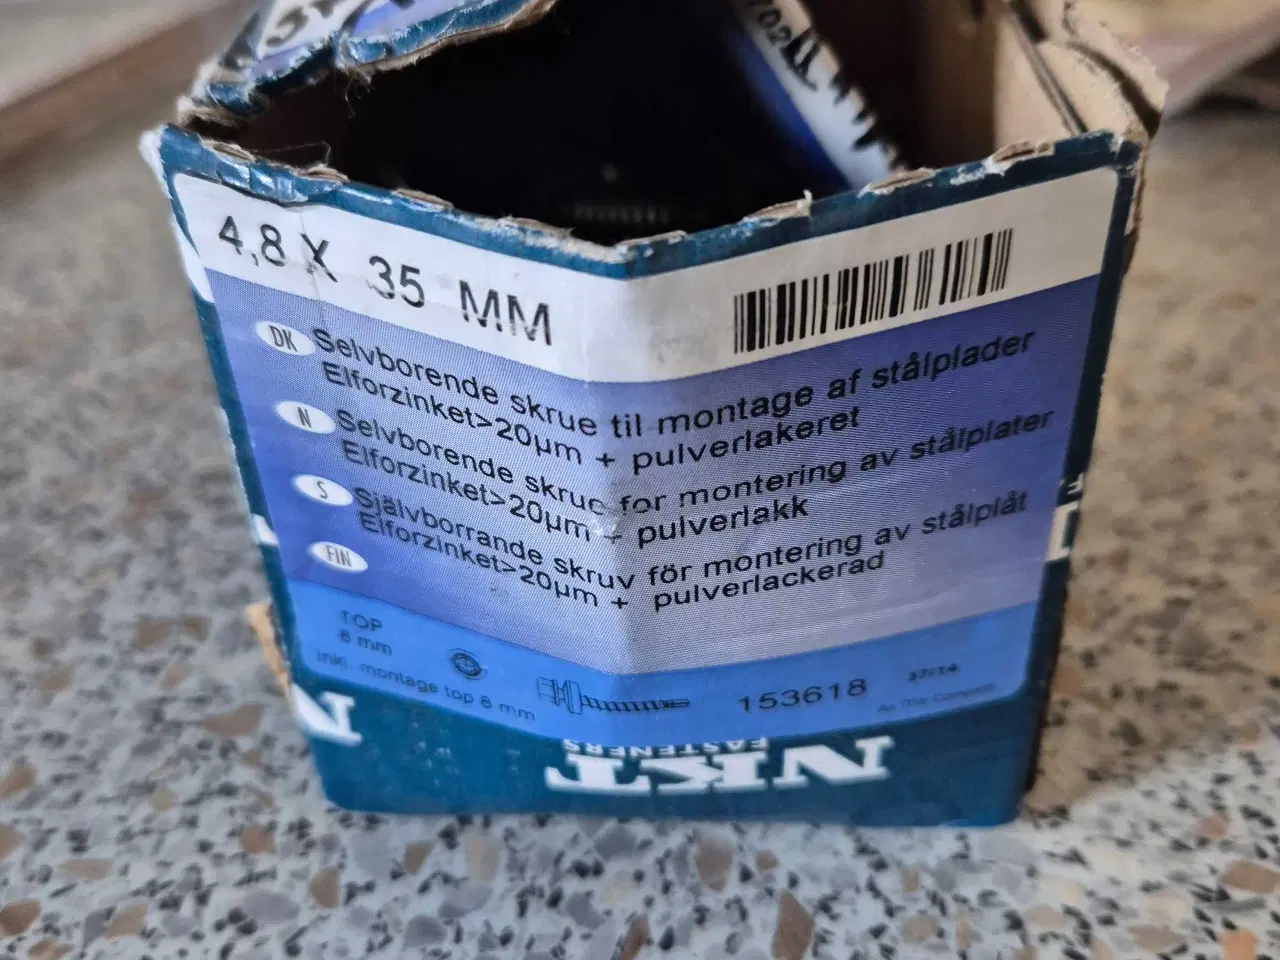 4,8 X 35 MM
DK Selvborende skrue til montage af stålplader
Elforzinket>20µm + pulverlakeret
N Selvborende skrue for montering av stålplater
Elforzinket>20µm + pulverlakk
S Självborrande skruv för montering av stålplåt
Elforzinket>20µm + pulverlackerad
FIN
TOP
8 mm
inkl. montage top 8 mm
153618
37/14
NKT
FASTENERS
N